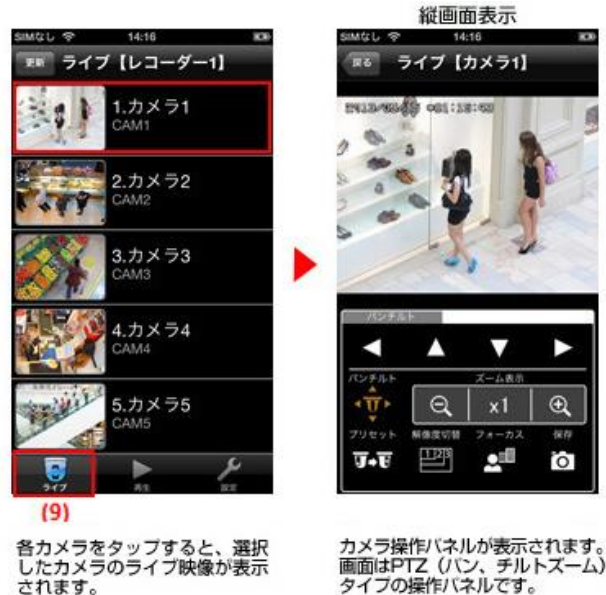 縦画面表示
SIMなし 14:16
更新 ライブ【レコーダー1】
1.カメラ1
CAM1
2.カメラ2
CAM2
3.カメラ3
CAM3
4.カメラ4
CAM4
5.カメラ5
CAM5
ライブ 再生 設定
(9)
各カメラをタップすると、選択
したカメラのライブ映像が表示
されます。
SIMなし 14:16
戻る ライブ【カメラ1】
パンチルト
パンチルト ズーム表示
x1
プリセット 解像度切替 フォーカス 保存
1 2 3
カメラ操作パネルが表示されます。
画面はPTZ（パン、チルトズーム）
タイプの操作パネルです。